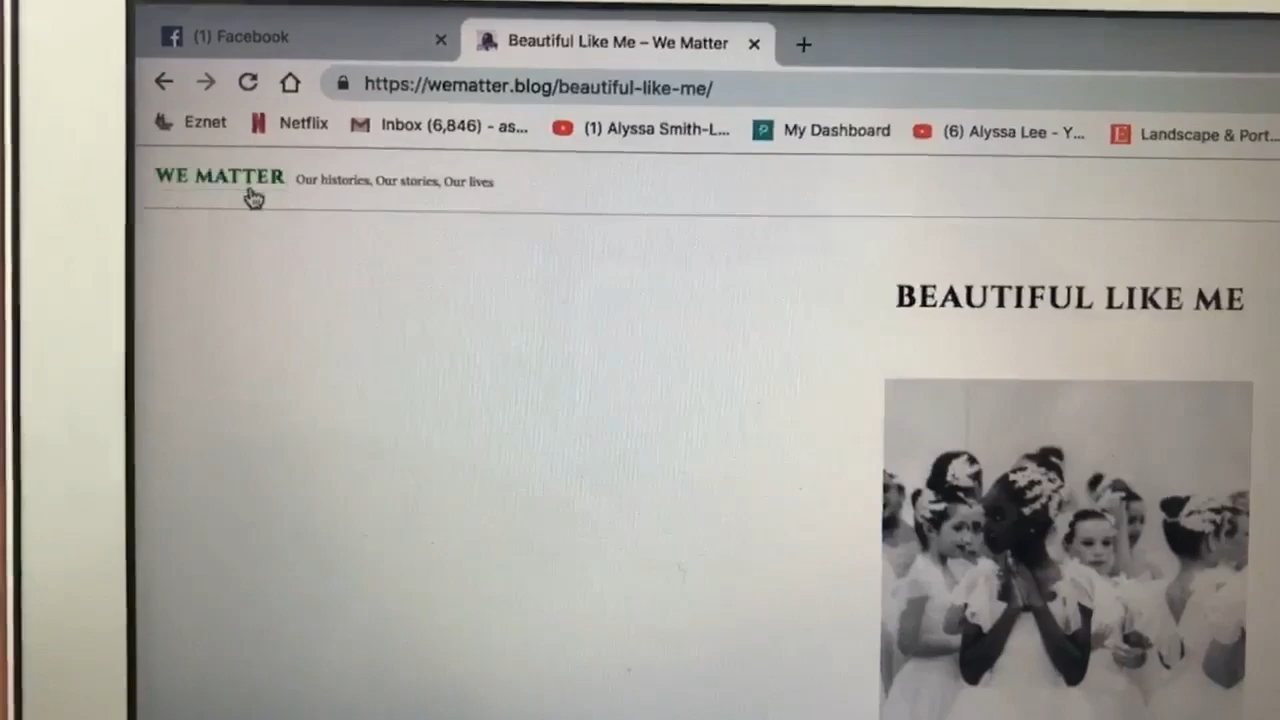 (1) Facebook
Beautiful Like Me – We Matter
https://wematter.blog/beautiful-like-me/
Eznet Netflix Inbox (6,846) - as... (1) Alyssa Smith-L... My Dashboard (6) Alyssa Lee - Y... Landscape & Port...
WE MATTER Our histories, Our stories, Our lives
BEAUTIFUL LIKE ME